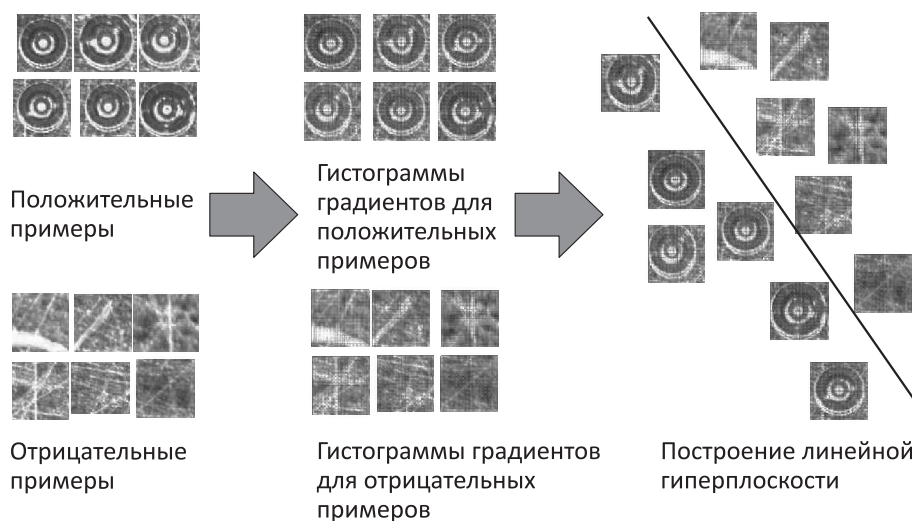 Положительные
примеры
Гистограммы
градиентов для
положительных
примеров
Отрицательные
примеры
Гистограммы градиентов
для отрицательных
примеров
Построение линейной
гиперплоскости